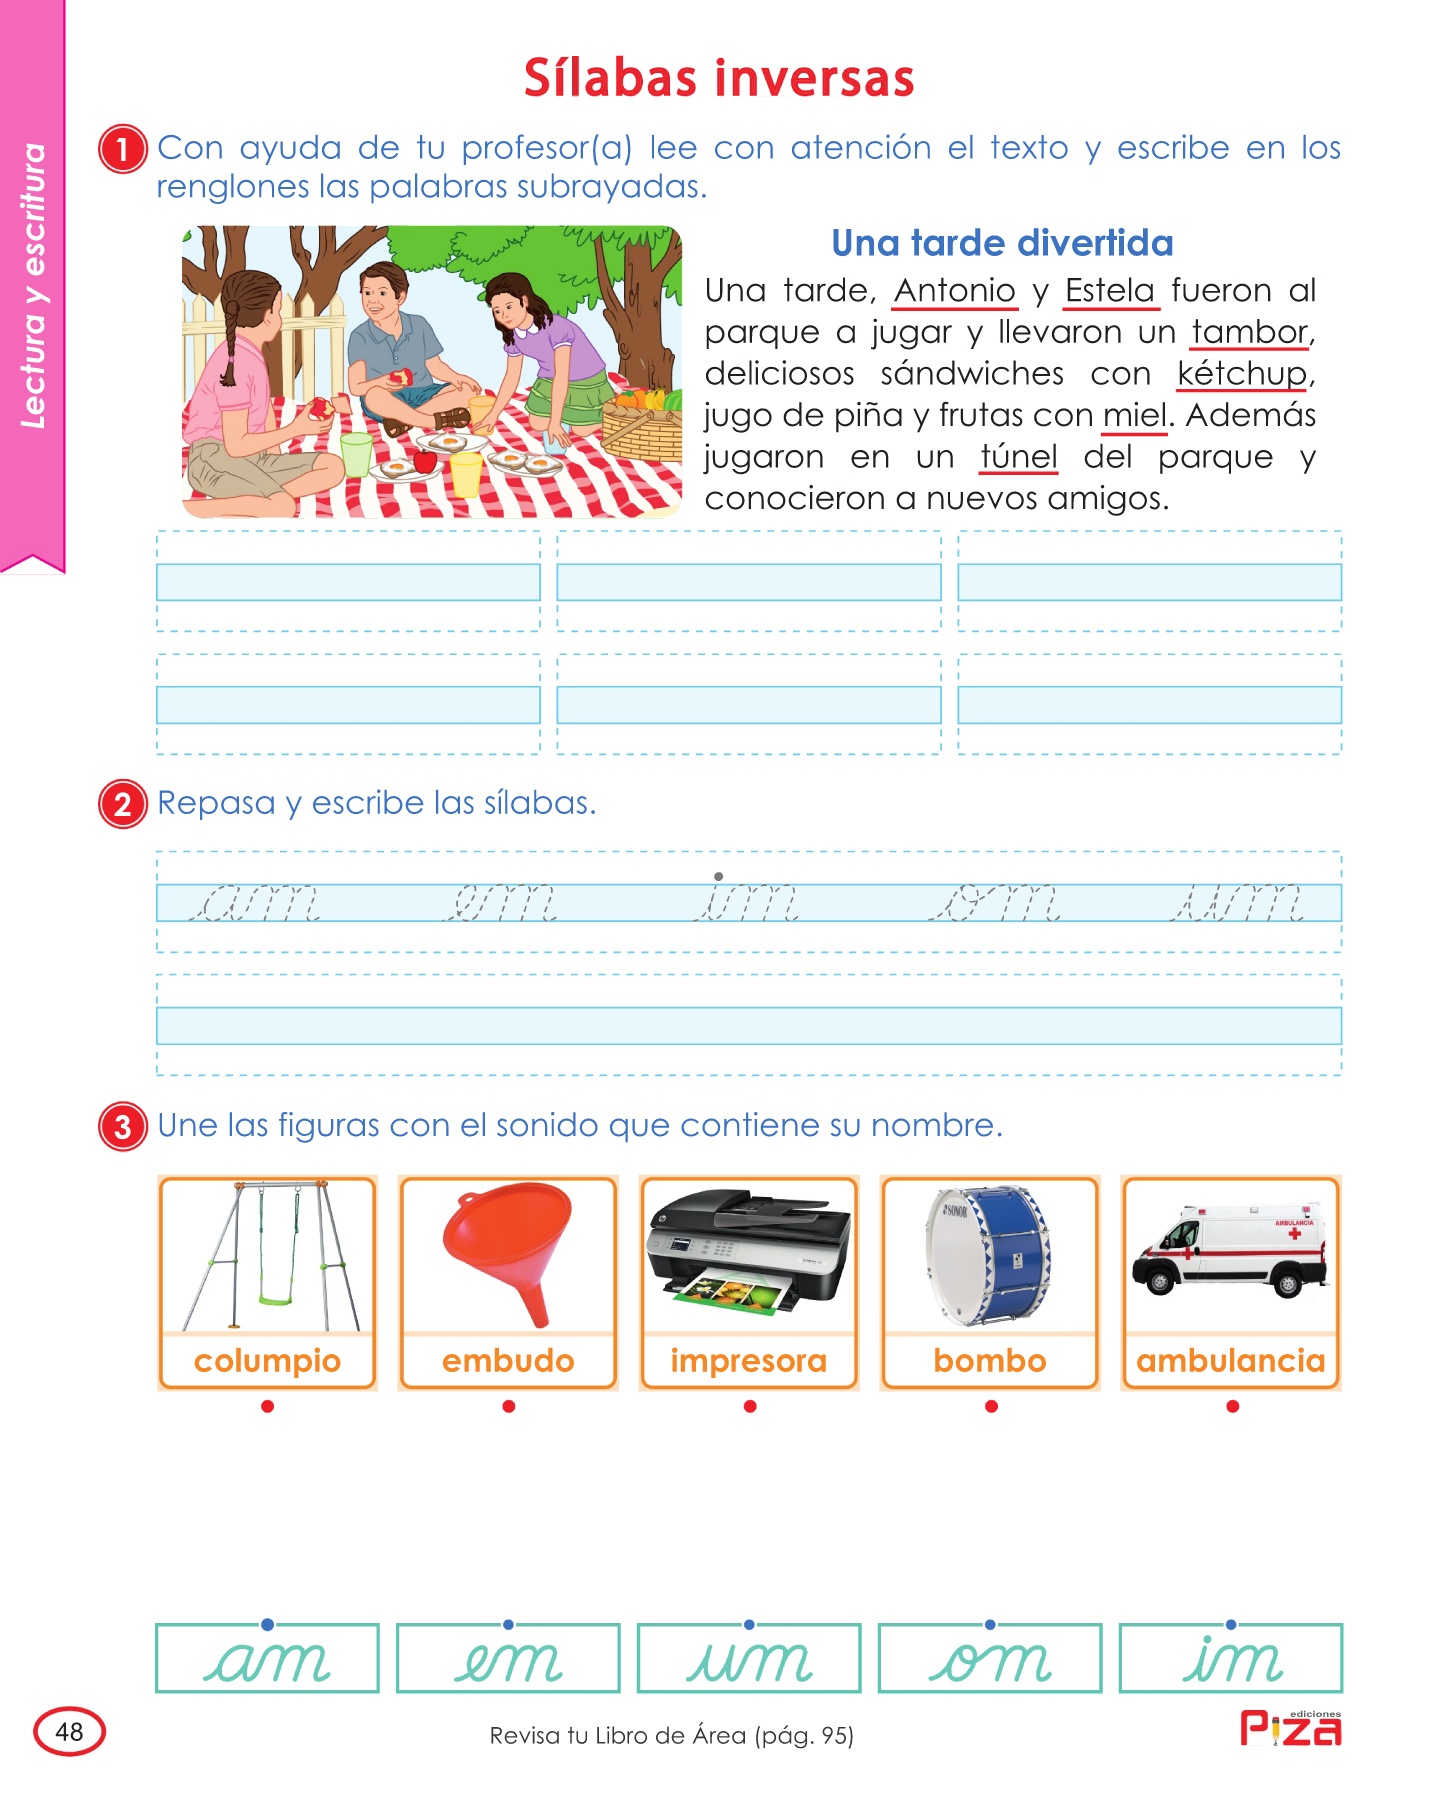 Lectura y escritura
Sílabas inversas
1 Con ayuda de tu profesor(a) lee con atención el texto y escribe en los
renglones las palabras subrayadas.
Una tarde divertida
Una tarde, Antonio y Estela fueron al
parque a jugar y llevaron un tambor,
deliciosos sándwiches con kétchup,
jugo de piña y frutas con miel. Además
jugaron en un túnel del parque y
conocieron a nuevos amigos.
2 Repasa y escribe las sílabas.
am em im om um
3 Une las figuras con el sonido que contiene su nombre.
SONOR
AMBULANCIA
columpio embudo impresora bombo ambulancia
am em um om im
48
Revisa tu Libro de Área (pág. 95)
ediciones
Piza